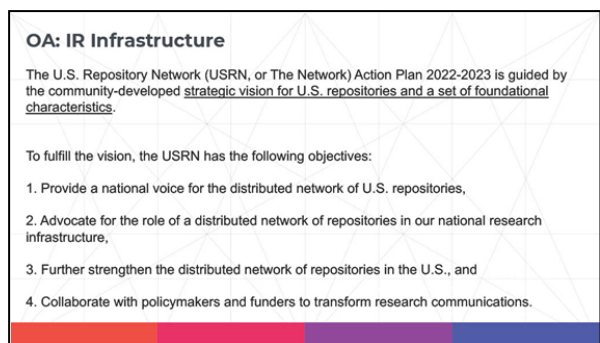 OA: IR Infrastructure
The U.S. Repository Network (USRN, or The Network) Action Plan 2022-2023 is guided by
the community-developed strategic vision for U.S. repositories and a set of foundational
characteristics.
To fulfill the vision, the USRN has the following objectives:
1. Provide a national voice for the distributed network of U.S. repositories,
2. Advocate for the role of a distributed network of repositories in our national research
infrastructure,
3. Further strengthen the distributed network of repositories in the U.S., and
4. Collaborate with policymakers and funders to transform research communications.